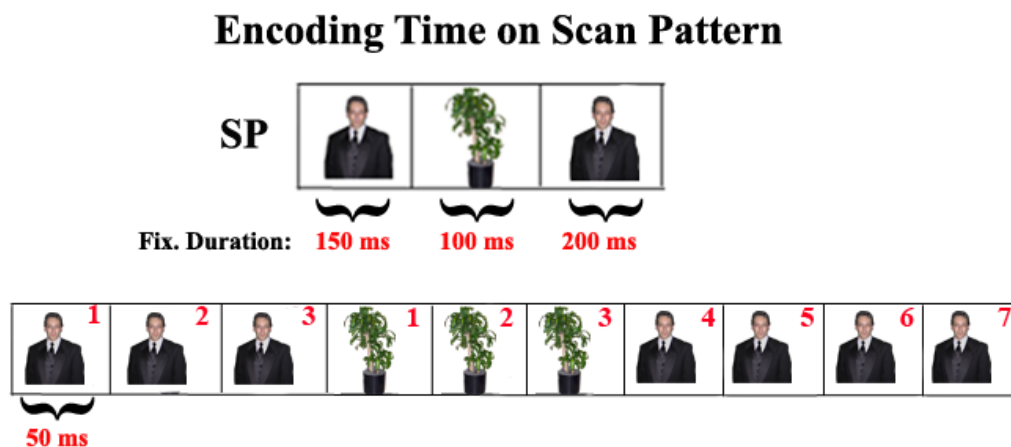 Encoding Time on Scan Pattern
SP
Fix. Duration: 150 ms 100 ms 200 ms
1 2 3 1 2 3 4 5 6 7
50 ms